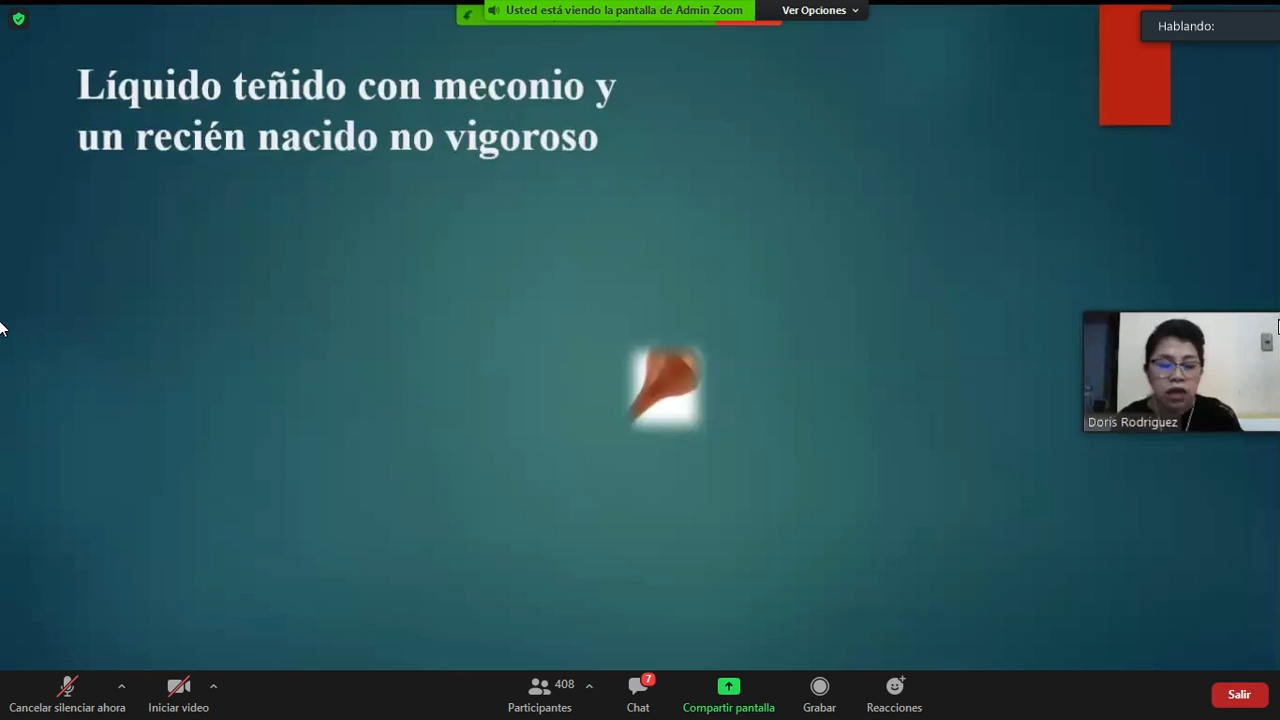 Usted está viendo la pantalla de Admin Zoom
Ver Opciones
Hablando:
Líquido teñido con meconio y
un recién nacido no vigoroso
Doris Rodriguez
Cancelar silenciar ahora
Iniciar video
408
Participantes
7
Chat
Compartir pantalla
Grabar
Reacciones
Salir